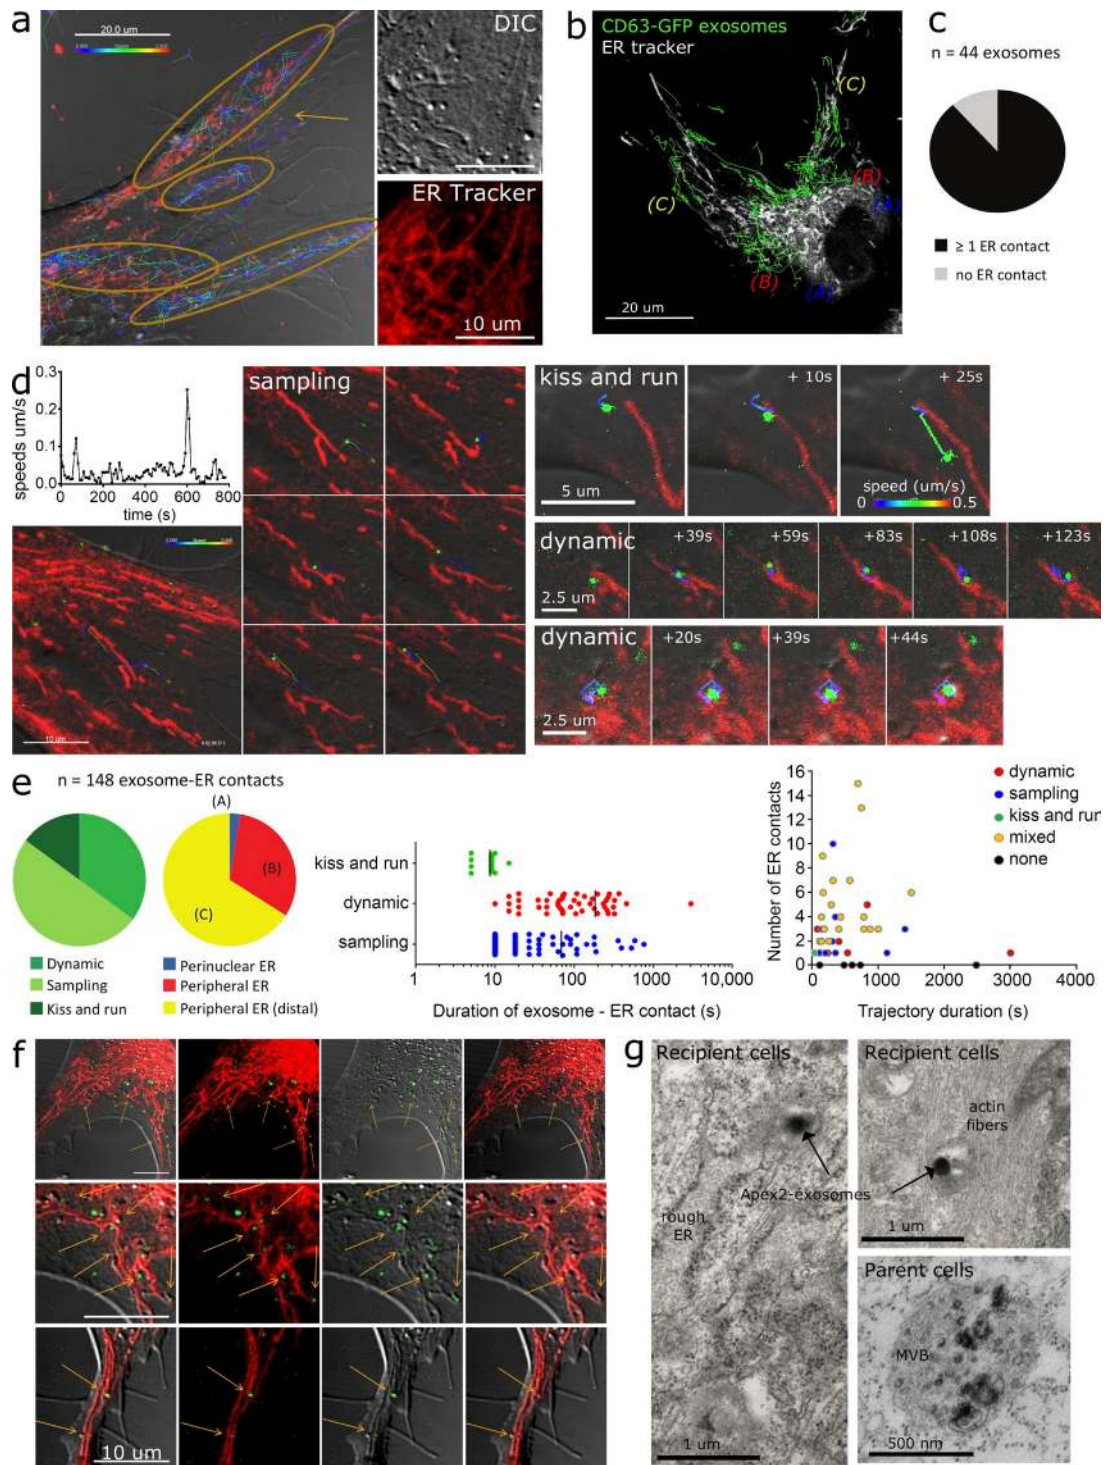 a
20.0 um
DIC
ER Tracker
10 um
b
CD63-GFP exosomes
ER tracker
(C)
(B)
(A)
(C)
(B)
(A)
20 um
c
n = 44 exosomes
≥ 1 ER contact
no ER contact
d
speeds um/s
0.3
0.2
0.1
0.0
0 200 400 600 800
time (s)
10 um
sampling
kiss and run
+ 10s
+ 25s
5 um
speed (um/s)
0 0.5
dynamic
+39s
+59s
+83s
+108s
+123s
2.5 um
dynamic
+20s
+39s
+44s
2.5 um
e
n = 148 exosome-ER contacts
(A)
(B)
(C)
Dynamic
Sampling
Kiss and run
Perinuclear ER
Peripheral ER
Peripheral ER (distal)
kiss and run
dynamic
sampling
1 10 100 1000 10,000
Duration of exosome - ER contact (s)
Number of ER contacts
16
14
12
10
8
6
4
2
0
0 1000 2000 3000 4000
Trajectory duration (s)
dynamic
sampling
kiss and run
mixed
none
f
10 um
g
Recipient cells
Apex2-exosomes
rough
ER
1 um
Recipient cells
actin
fibers
1 um
Parent cells
MVB
500 nm